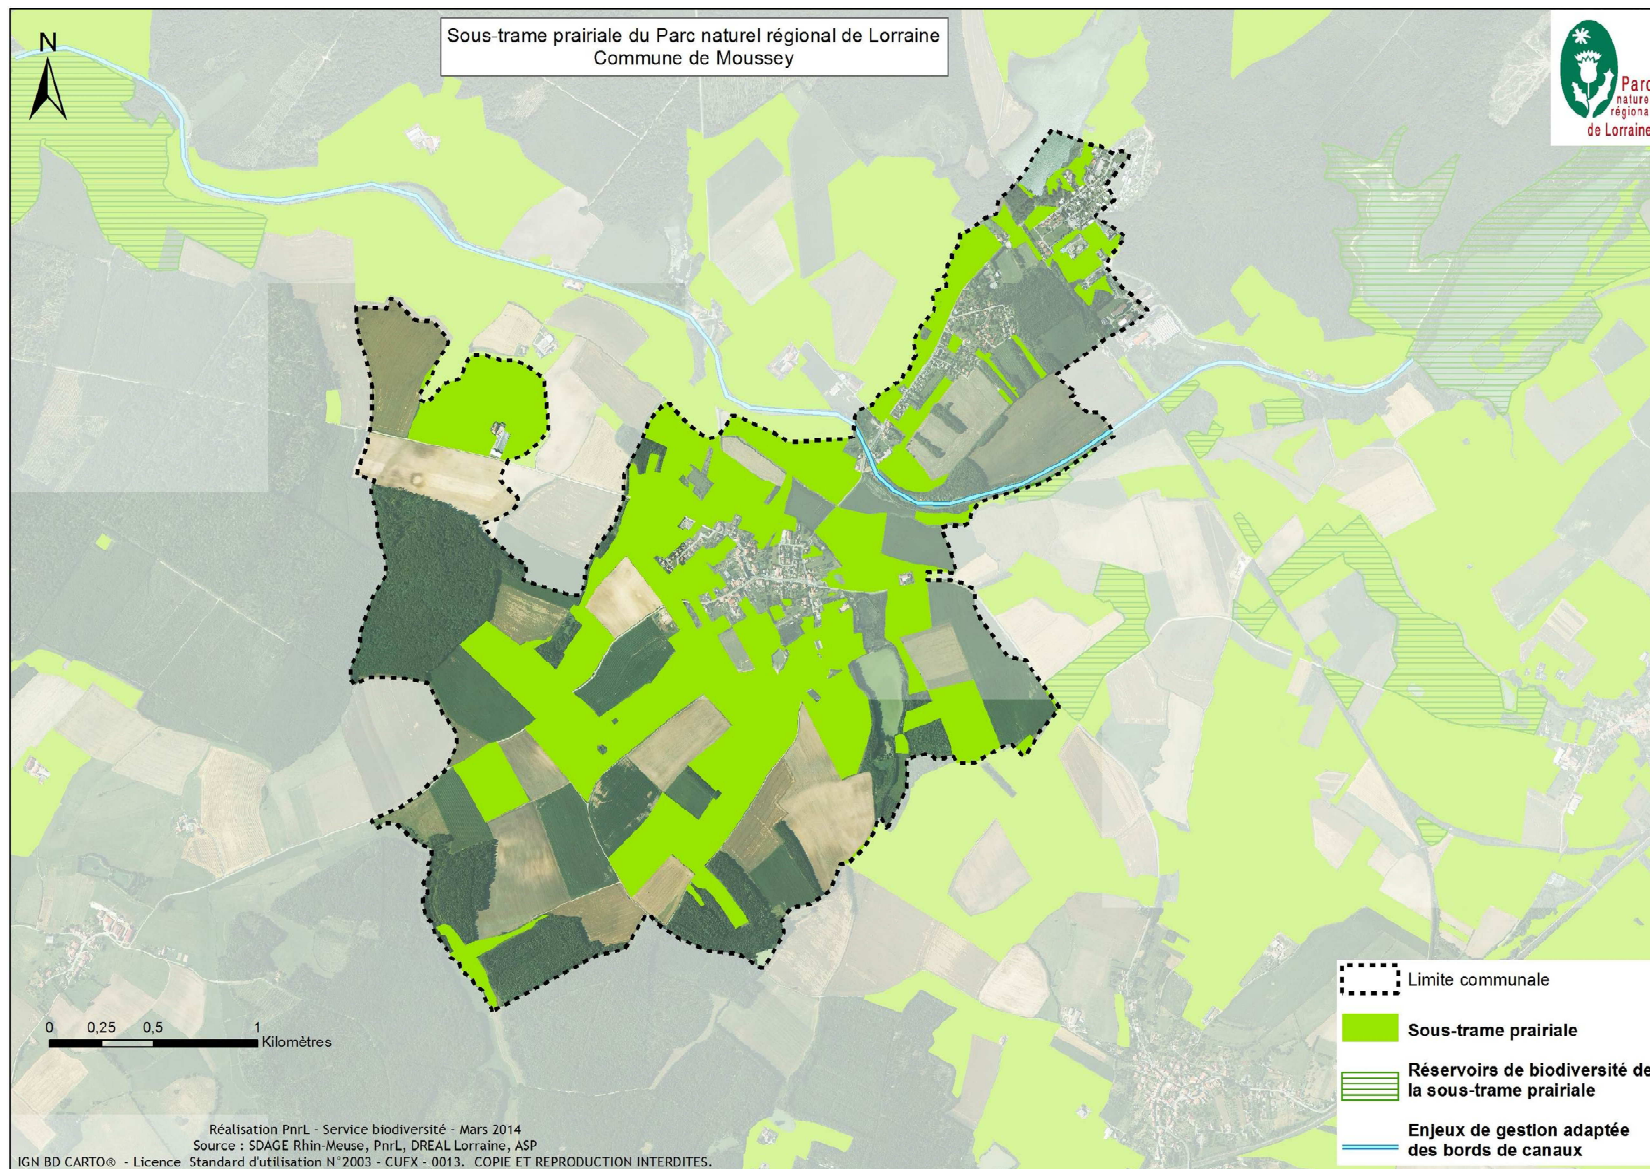 Sous-trame prairiale du Parc naturel régional de Lorraine
Commune de Moussey
N
Parc
nature
régional
de Lorraine
Limite communale
Sous-trame prairiale
Réservoirs de biodiversité de
la sous-trame prairiale
Enjeux de gestion adaptée
des bords de canaux
0 0,25 0,5 1
Kilomètres
Réalisation PnrL - Service biodiversité - Mars 2014
Source : SDAGE Rhin-Meuse, PnrL, DREAL Lorraine, ASP
IGN BD CARTO® - Licence Standard d'utilisation N°2003 - CUFX - 0013. COPIE ET REPRODUCTION INTERDITES.